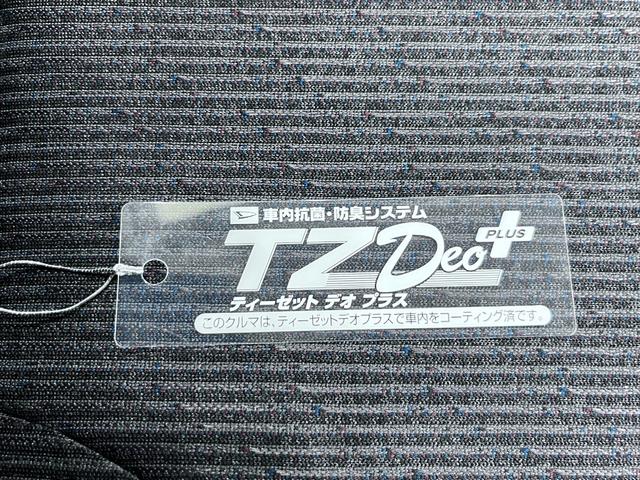 車内抗菌・防臭システム
TZ Deo PLUS
ティーゼット デオ プラス
このクルマは、ティーゼットデオプラスで車内をコーティング済です。